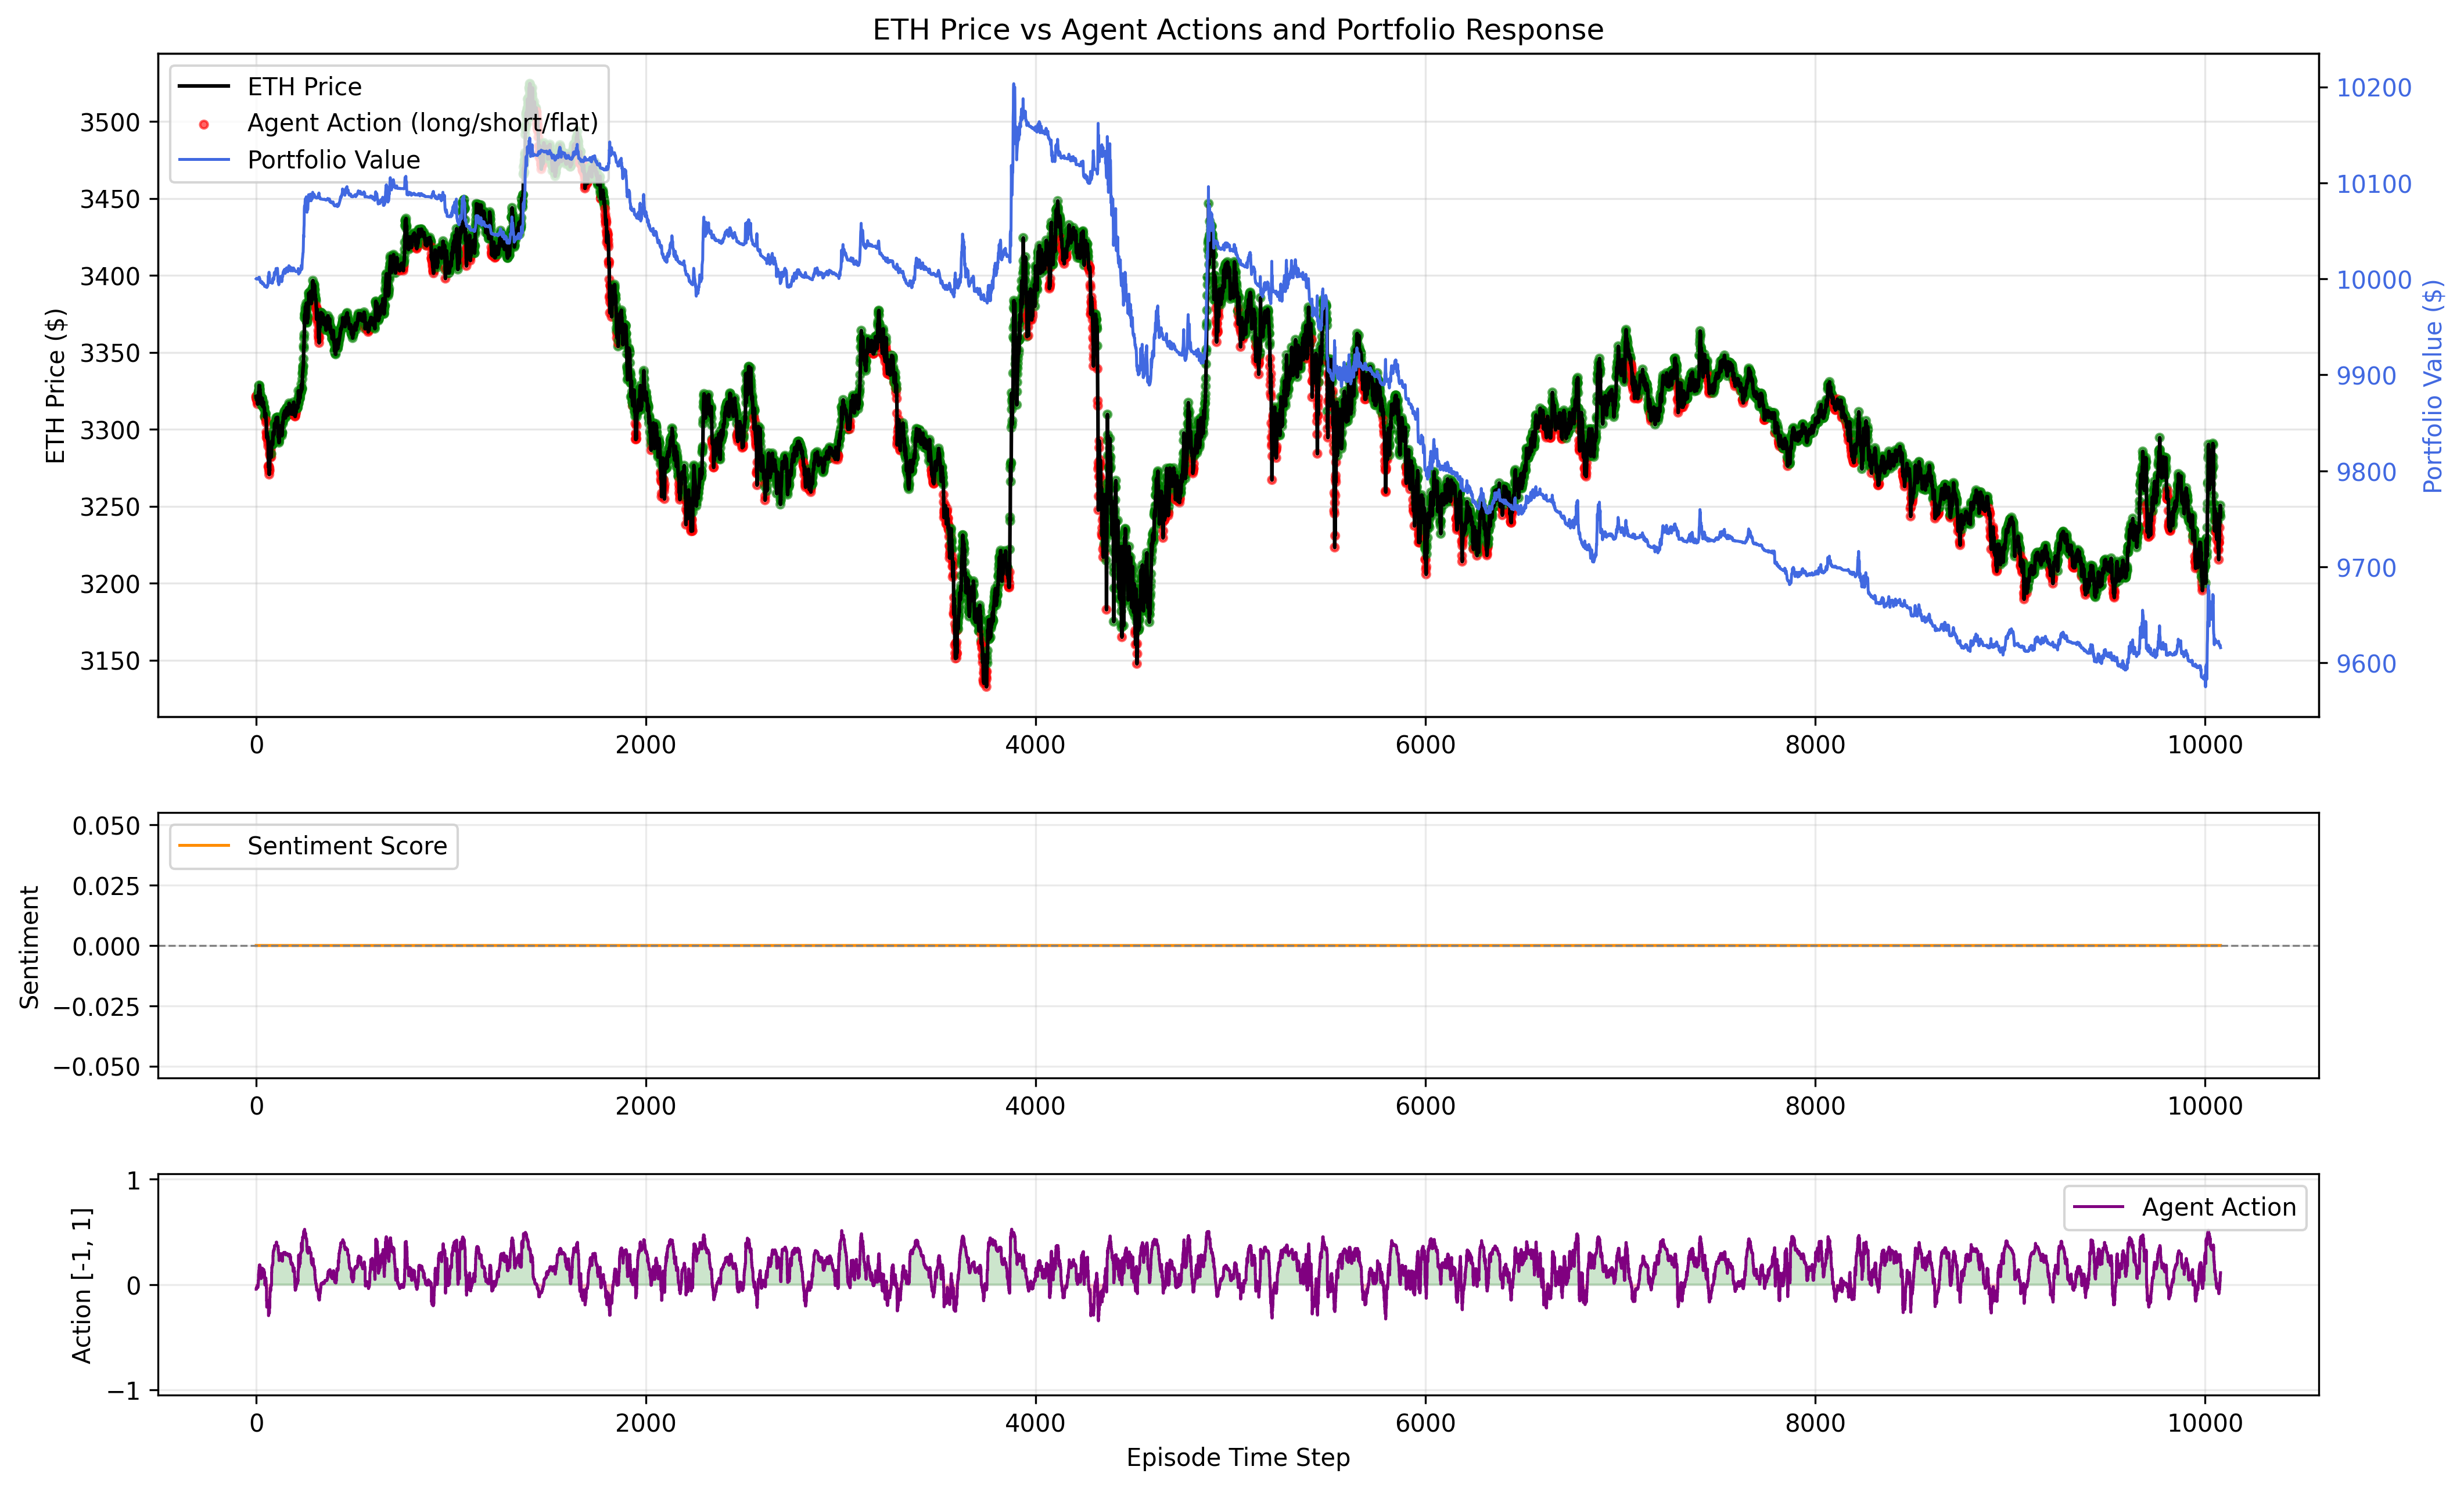 ETH Price vs Agent Actions and Portfolio Response
ETH Price
Agent Action (long/short/flat)
Portfolio Value
ETH Price ($)
3500
3450
3400
3350
3300
3250
3200
3150
10200
10100
10000
9900
9800
9700
9600
Portfolio Value ($)
0 2000 4000 6000 8000 10000
Sentiment Score
Sentiment
0.050
0.025
0.000
−0.025
−0.050
0 2000 4000 6000 8000 10000
Agent Action
Action [-1, 1]
1
0
−1
0 2000 4000 6000 8000 10000
Episode Time Step